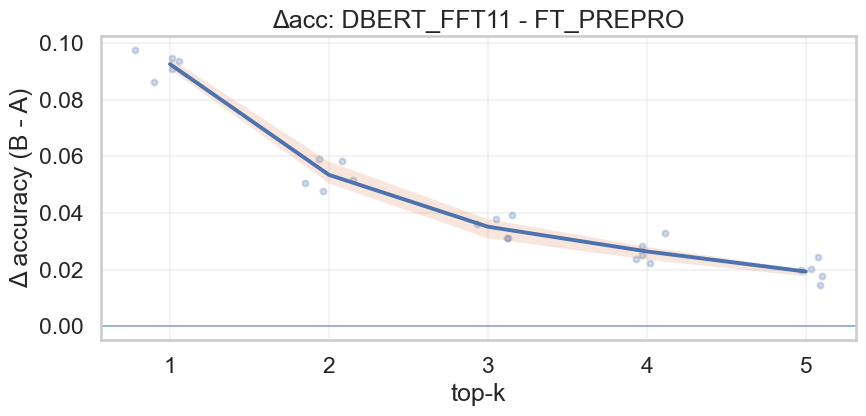 Δacc: DBERT_FFT11 - FT_PREPRO
Δ accuracy (B - A)
0.10
0.08
0.06
0.04
0.02
0.00
1 2 3 4 5
top-k